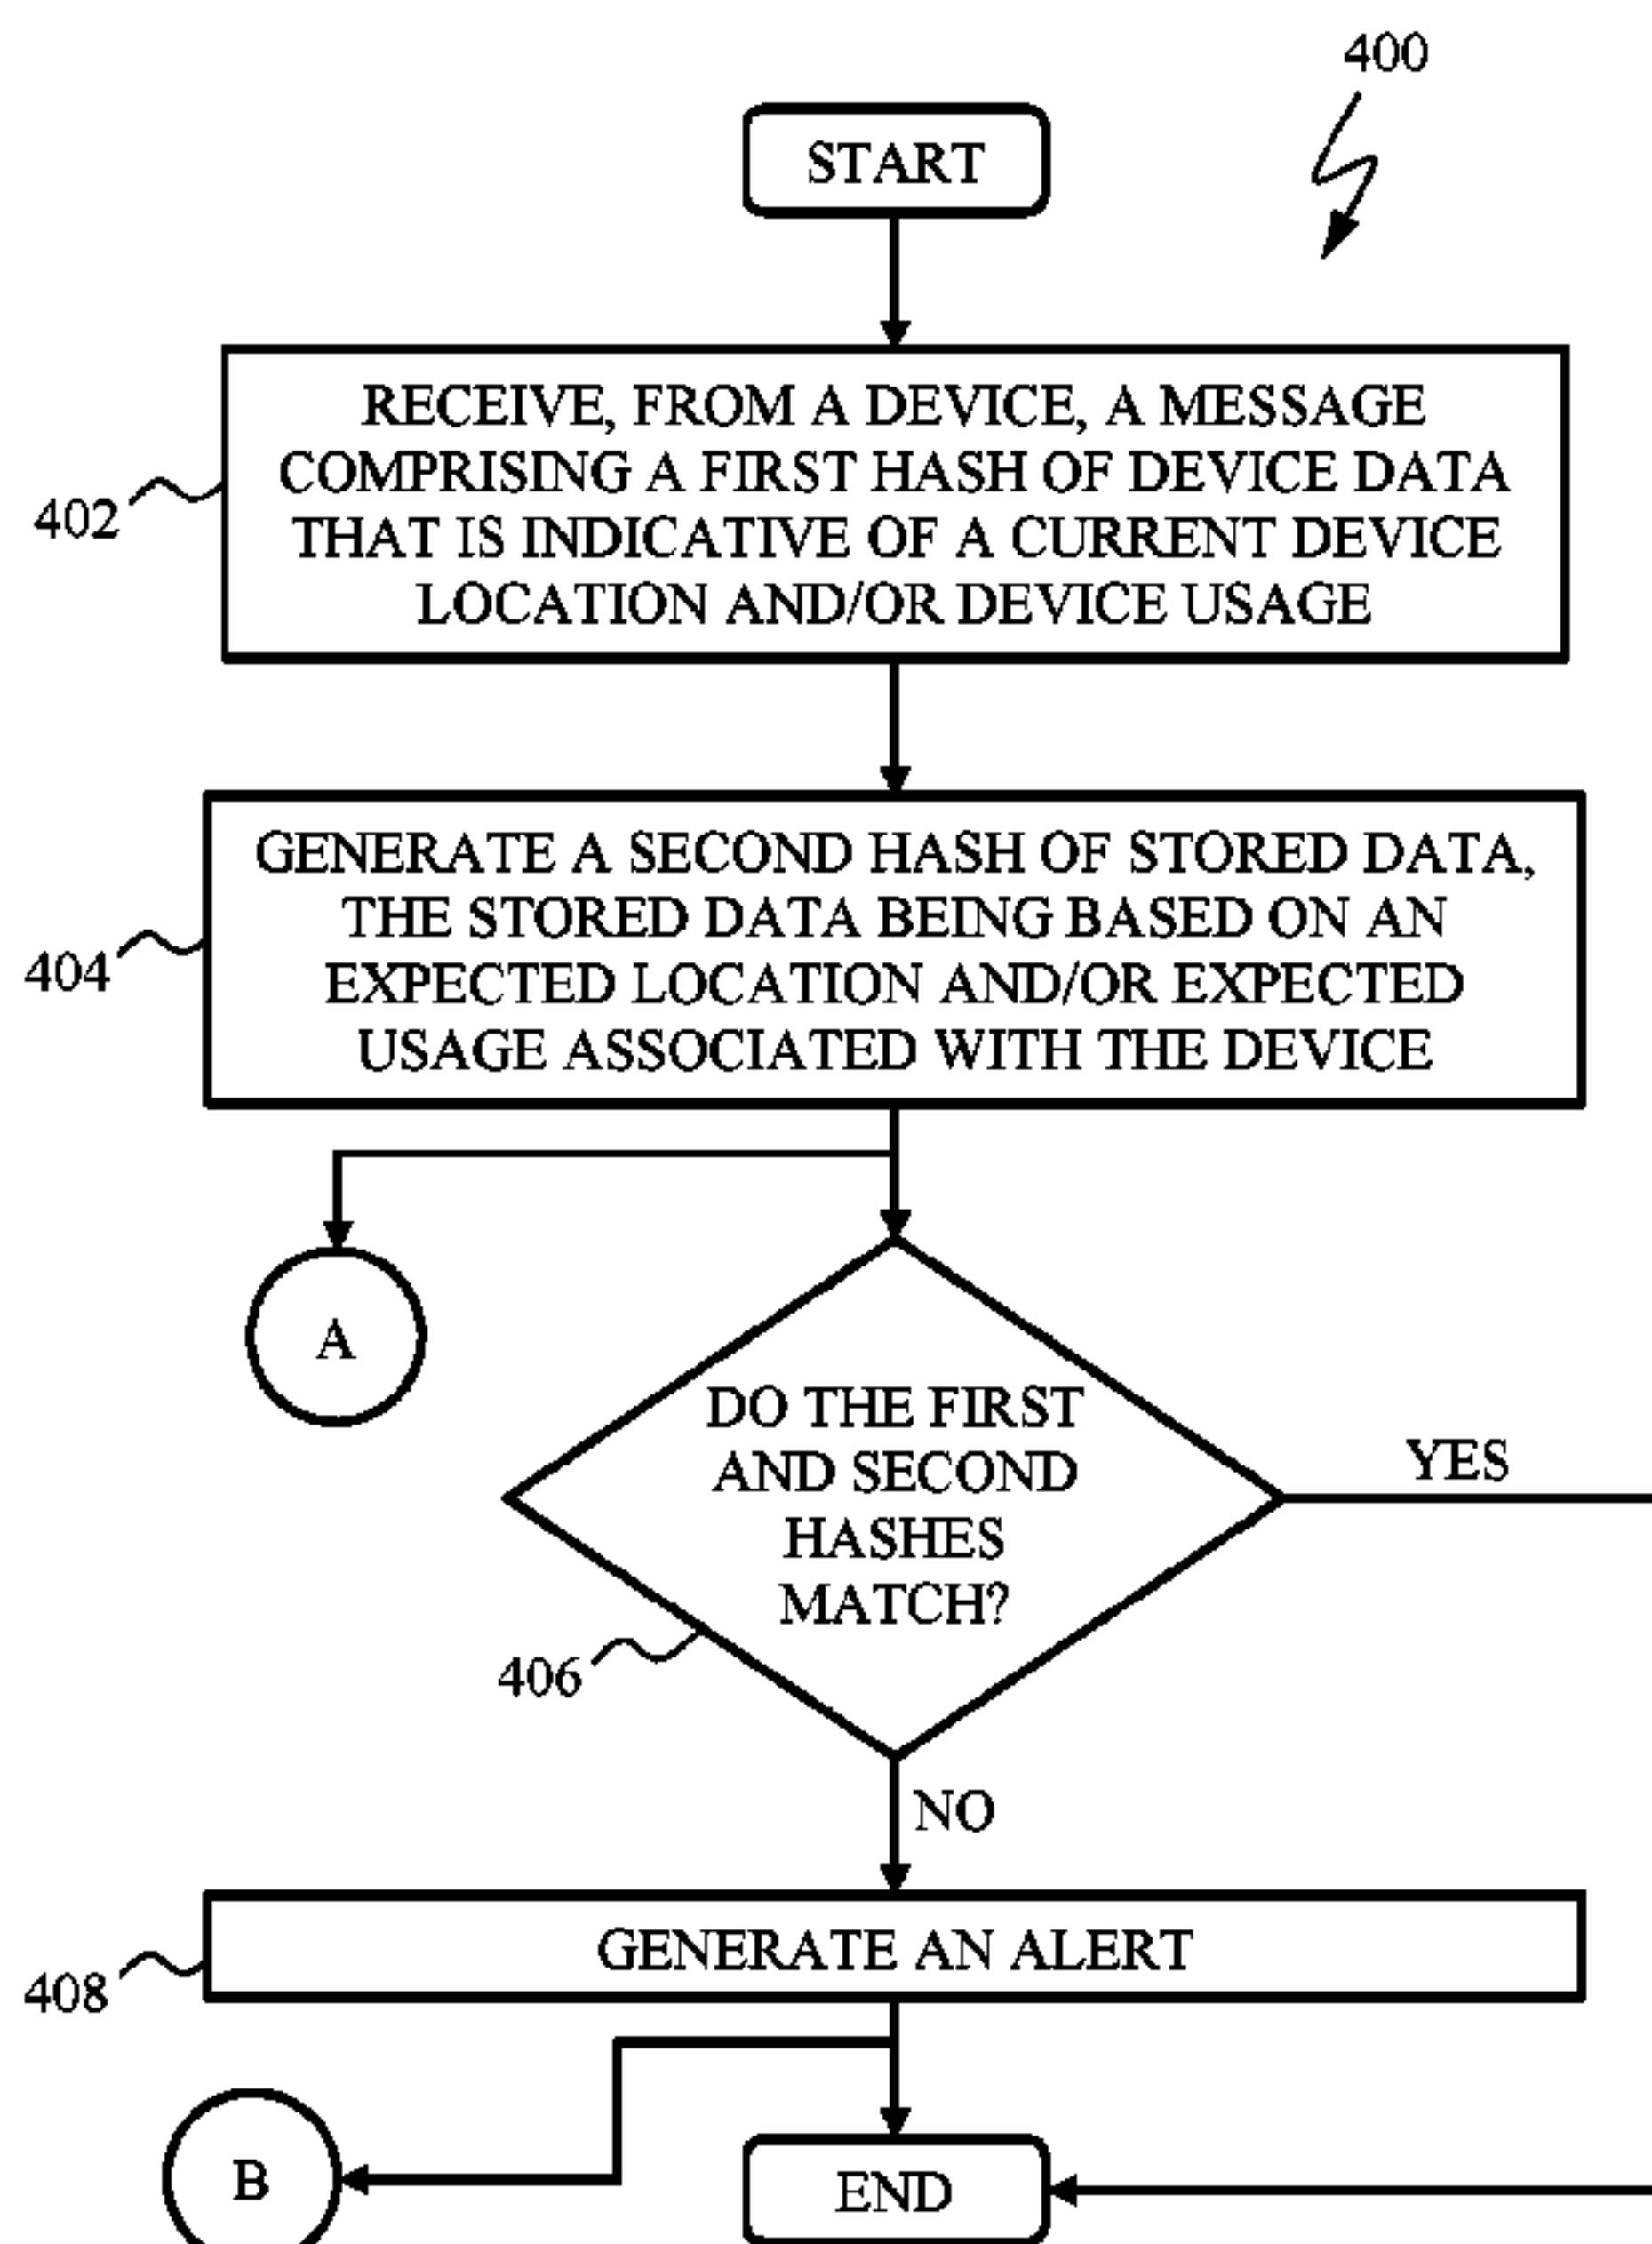 400
START
RECEIVE, FROM A DEVICE, A MESSAGE
COMPRISING A FIRST HASH OF DEVICE DATA
THAT IS INDICATIVE OF A CURRENT DEVICE
LOCATION AND/OR DEVICE USAGE
402
GENERATE A SECOND HASH OF STORED DATA,
THE STORED DATA BEING BASED ON AN
EXPECTED LOCATION AND/OR EXPECTED
USAGE ASSOCIATED WITH THE DEVICE
404
A
DO THE FIRST
AND SECOND
HASHES
MATCH?
YES
406
NO
GENERATE AN ALERT
408
B
END